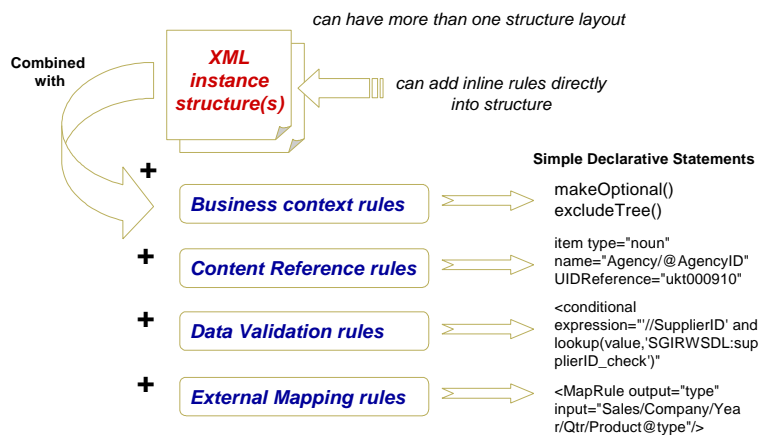 can have more than one structure layout
Combined
with
XML
instance
structure(s)
can add inline rules directly
into structure
Simple Declarative Statements
+
Business context rules
makeOptional()
excludeTree()
+
Content Reference rules
item type="noun"
name="Agency/@AgencyID"
UIDReference="ukt000910"
+
Data Validation rules
<conditional
expression="'//SupplierID' and
lookup(value,'SGIRWSDL:sup
plierID_check')"
+
External Mapping rules
<MapRule output="type"
input="Sales/Company/Yea
r/Qtr/Product@type"/>